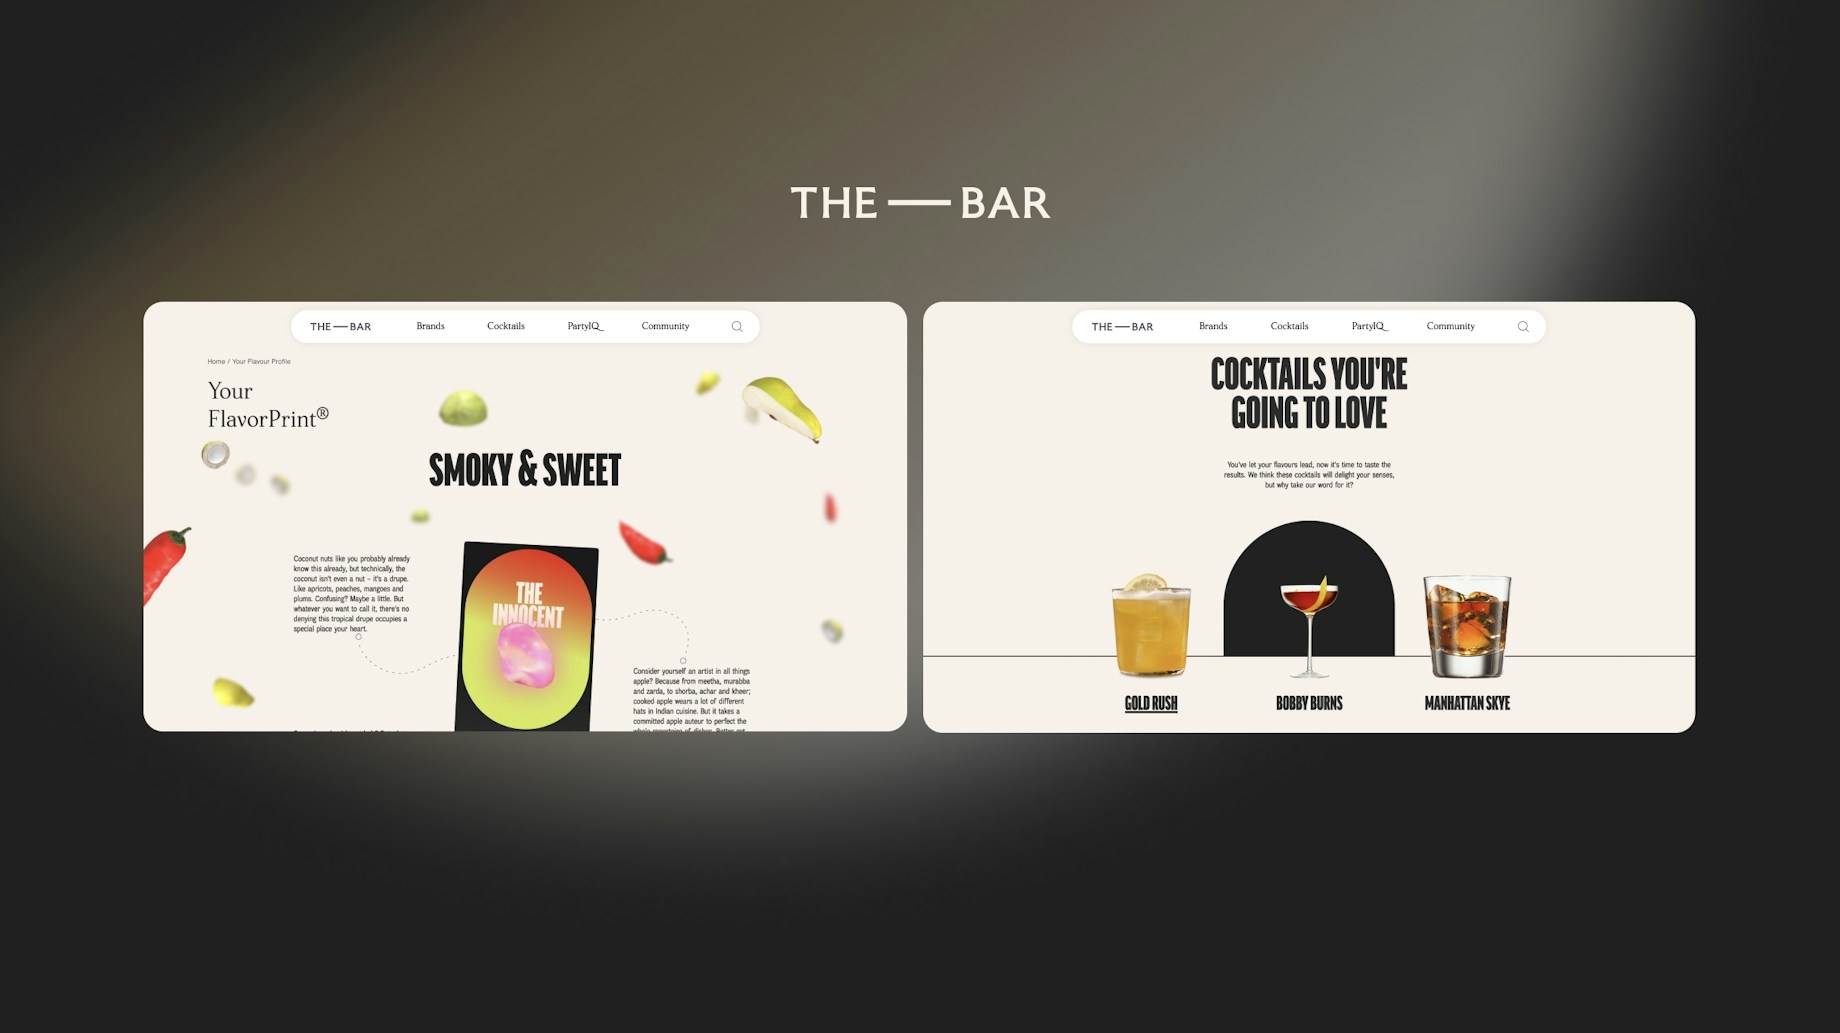 THE — BAR
THE — BAR Brands Cocktails PartyIQ_ Community
Home / Your Flavour Profile
Your
FlavorPrint®
SMOKY & SWEET
Coconut nuts like you probably already
know this already, but technically, the
coconut isn't even a nut – it's a drupe.
Like apricots, peaches, mangoes and
plums. Confusing? Maybe a little. But
whatever you want to call it, there's no
denying this tropical drupe occupies a
special place your heart.
THE
INNOCENT
Consider yourself an artist in all things
apple? Because from meetha, murabba
and zarda, to shorba, achar and kheer;
cooked apple wears a lot of different
hats in Indian cuisine. But it takes a
committed apple auteur to perfect the
THE — BAR Brands Cocktails PartyIQ_ Community
COCKTAILS YOU'RE
GOING TO LOVE
You've let your flavours lead, now it's time to taste the
results. We think these cocktails will delight your senses,
but why take our word for it?
GOLD RUSH
BOBBY BURNS
MANHATTAN SKYE